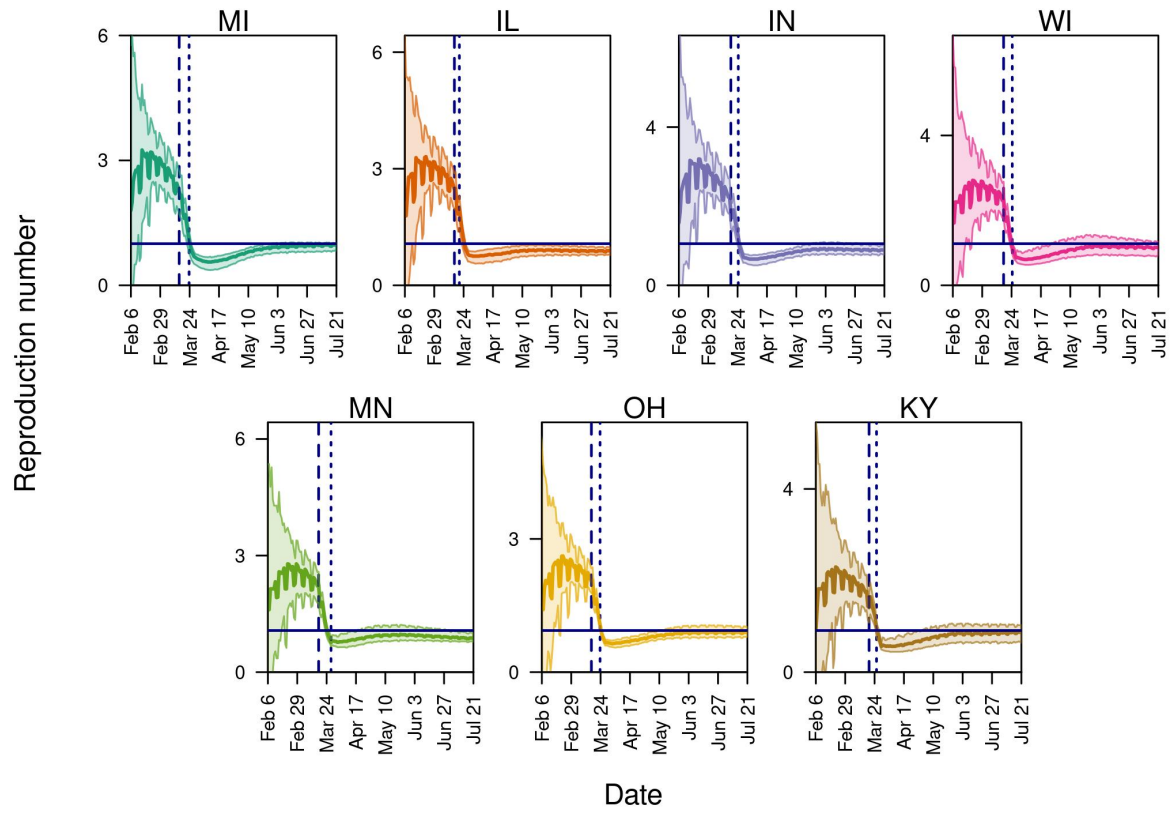 MI IL IN WI
6 6 4 4
3 3
0 0 0 0
Feb 6 Feb 29 Mar 24 Apr 17 May 10 Jun 3 Jun 27 Jul 21
Feb 6 Feb 29 Mar 24 Apr 17 May 10 Jun 3 Jun 27 Jul 21
Feb 6 Feb 29 Mar 24 Apr 17 May 10 Jun 3 Jun 27 Jul 21
Feb 6 Feb 29 Mar 24 Apr 17 May 10 Jun 3 Jun 27 Jul 21
Reproduction number
MN OH KY
6 3 4
3
0 0 0
Feb 6 Feb 29 Mar 24 Apr 17 May 10 Jun 3 Jun 27 Jul 21
Feb 6 Feb 29 Mar 24 Apr 17 May 10 Jun 3 Jun 27 Jul 21
Feb 6 Feb 29 Mar 24 Apr 17 May 10 Jun 3 Jun 27 Jul 21
Date